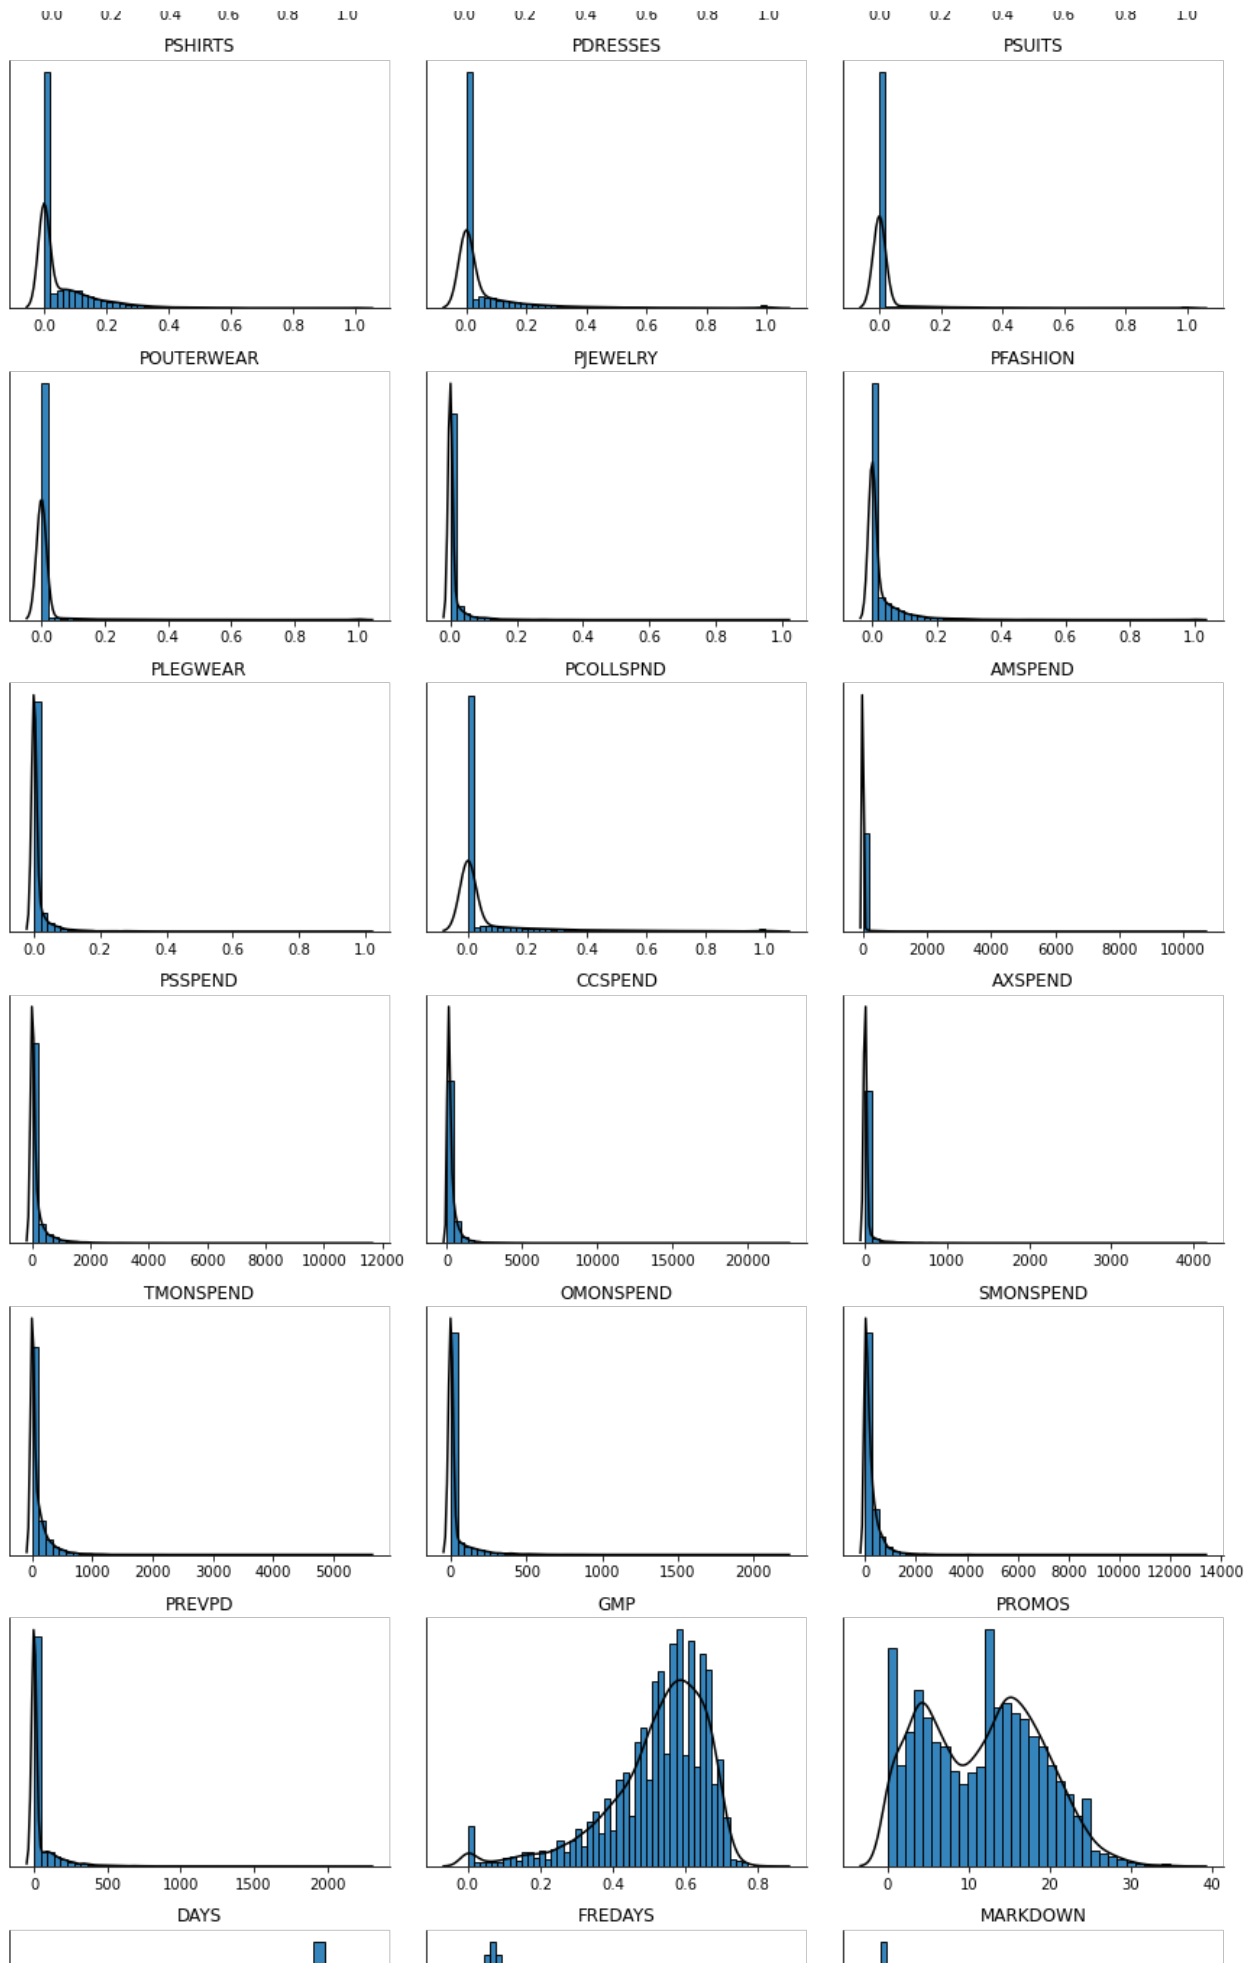 0.0 0.2 0.4 0.6 0.8 1.0 0.0 0.2 0.4 0.6 0.8 1.0 0.0 0.2 0.4 0.6 0.8 1.0
PSHIRTS PDRESSES PSUITS
0.0 0.2 0.4 0.6 0.8 1.0 0.0 0.2 0.4 0.6 0.8 1.0 0.0 0.2 0.4 0.6 0.8 1.0
POUTERWEAR PJEWELRY PFASHION
0.0 0.2 0.4 0.6 0.8 1.0 0.0 0.2 0.4 0.6 0.8 1.0 0.0 0.2 0.4 0.6 0.8 1.0
PLEGWEAR PCOLLSPND AMSPEND
0.0 0.2 0.4 0.6 0.8 1.0 0.0 0.2 0.4 0.6 0.8 1.0 0 2000 4000 6000 8000 10000
PSSPEND CCSPEND AXSPEND
0 2000 4000 6000 8000 10000 12000 0 5000 10000 15000 20000 0 1000 2000 3000 4000
TMONSPEND OMONSPEND SMONSPEND
0 1000 2000 3000 4000 5000 0 500 1000 1500 2000 0 2000 4000 6000 8000 10000 12000 14000
PREVPD GMP PROMOS
0 500 1000 1500 2000 0.0 0.2 0.4 0.6 0.8 0 10 20 30 40
DAYS FREDAYS MARKDOWN